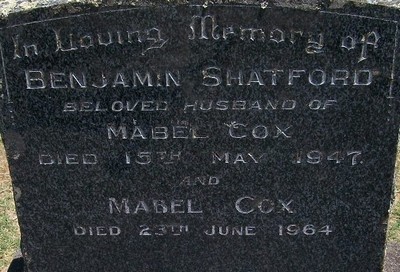 In Loving Memory of
BENJAMIN SHATFORD
BELOVED HUSBAND OF
MABEL COX
DIED 15TH MAY 1947.
AND
MABEL COX
DIED 23TH JUNE 1964